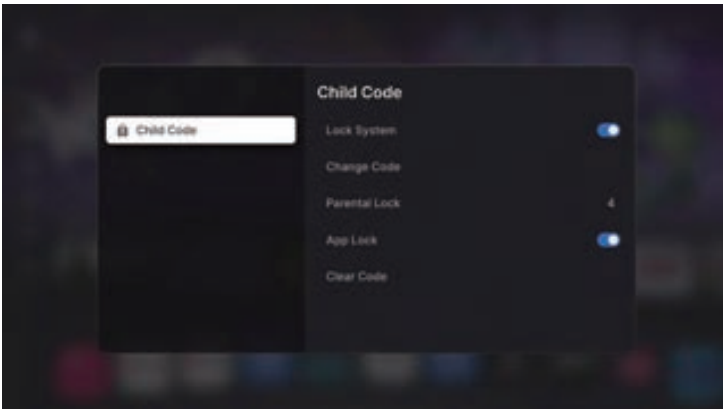 Child Code
Child Code
Lock System
Change Code
Parental Lock
4
App Lock
Clear Code